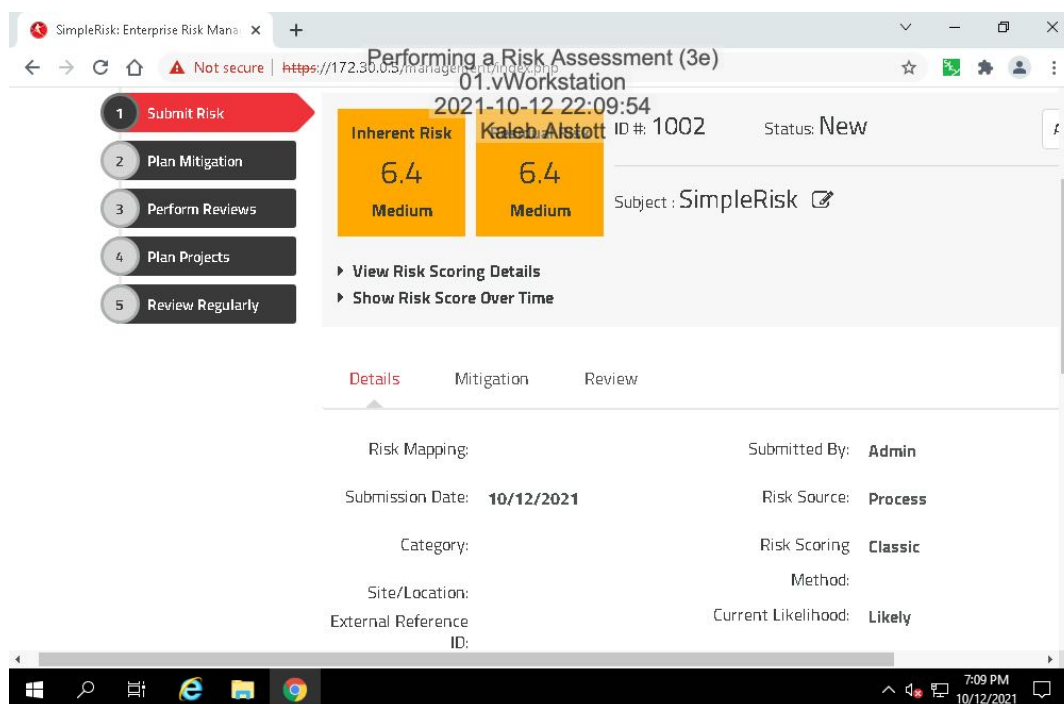 SimpleRisk: Enterprise Risk Mana
Not secure | https://172.30.0.5/management/index.php
Performing a Risk Assessment (3e)
01.vWorkstation
2021-10-12 22:09:54
Kaleb Alstott
1 Submit Risk
2 Plan Mitigation
3 Perform Reviews
4 Plan Projects
5 Review Regularly
Inherent Risk
6.4
Medium
6.4
Medium
ID #: 1002 Status: New
Subject : SimpleRisk
View Risk Scoring Details
Show Risk Score Over Time
Details Mitigation Review
Risk Mapping:
Submission Date: 10/12/2021
Category:
Site/Location:
External Reference
ID:
Submitted By: Admin
Risk Source: Process
Risk Scoring Classic
Method:
Current Likelihood: Likely
7:09 PM
10/12/2021